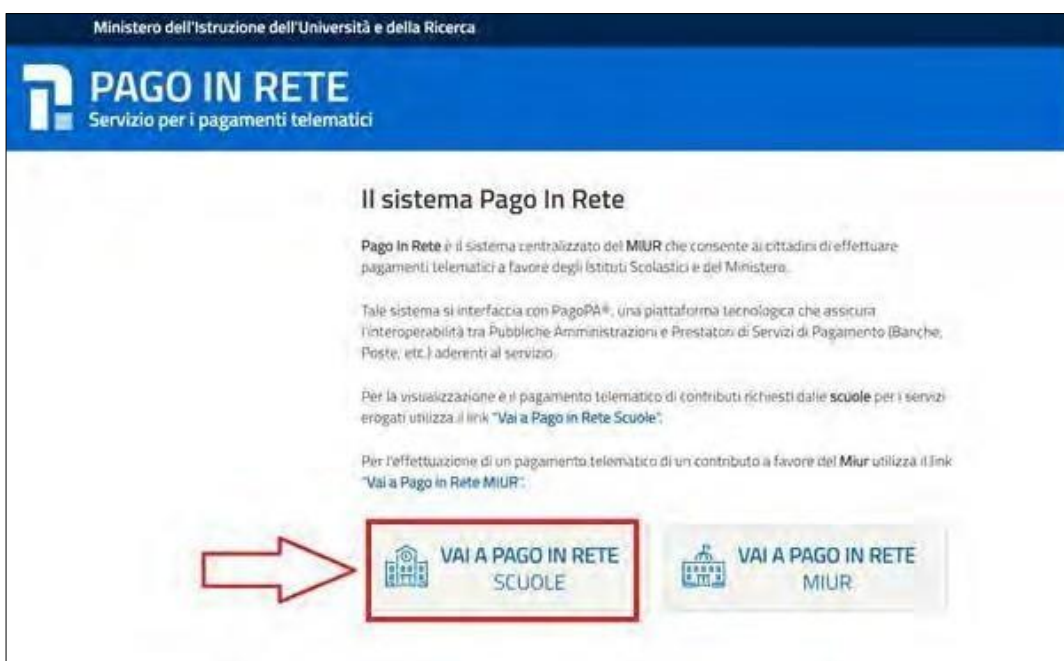 Ministero dell'Istruzione dell'Università e della Ricerca
PAGO IN RETE
Servizio per i pagamenti telematici
Il sistema Pago In Rete
Pago In Rete è il sistema centralizzato del MIUR che consente ai cittadini di effettuare
pagamenti telematici a favore degli Istituti Scolastici e del Ministero.
Tale sistema si interfaccia con PagoPA®, una piattaforma tecnologica che assicura
l'interoperabilità tra Pubbliche Amministrazioni e Prestatori di Servizi di Pagamento (Banche,
Poste, etc.) aderenti al servizio.
Per la visualizzazione e il pagamento telematico di contributi richiesti dalle scuole per i servizi
erogati utilizza il link "Vai a Pago in Rete Scuole".
Per l'effettuazione di un pagamento telematico di un contributo a favore del Miur utilizza il link
"Vai a Pago in Rete MIUR".
VAI A PAGO IN RETE
SCUOLE
VAI A PAGO IN RETE
MIUR